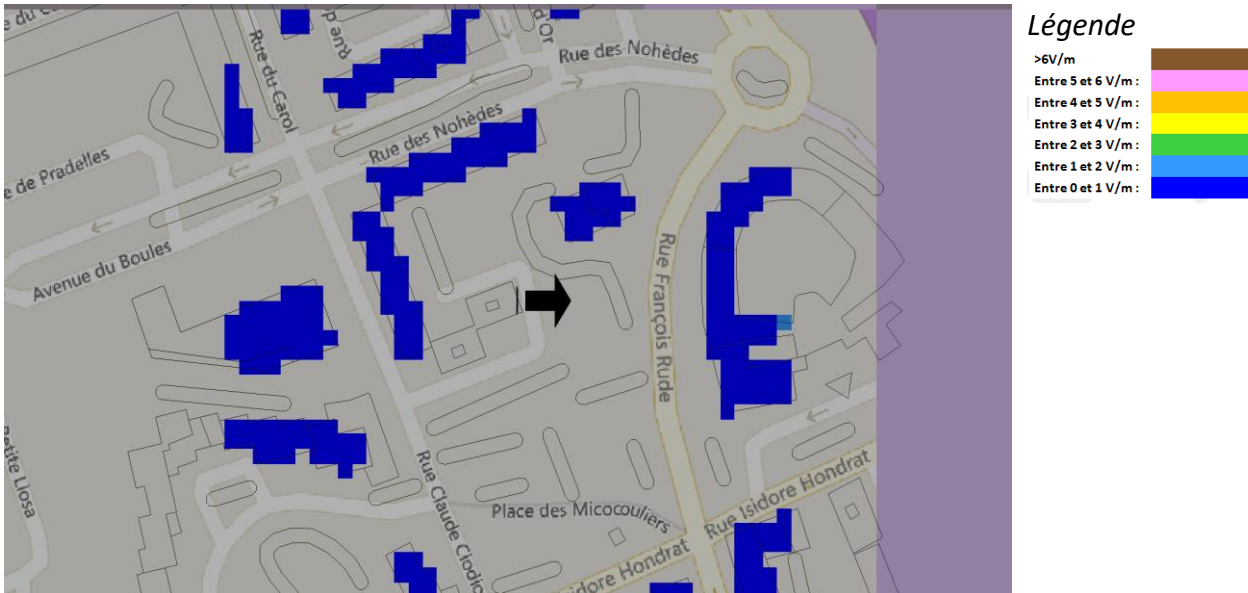 Légende
>6V/m
Entre 5 et 6 V/m :
Entre 4 et 5 V/m :
Entre 3 et 4 V/m :
Entre 2 et 3 V/m :
Entre 1 et 2 V/m :
Entre 0 et 1 V/m :
Rue du Carol
Rue d
d'Or
Rue des Nohèdes
Rue des Nohèdes
e de Pradelles
Avenue du Boules
Rue François Rude
Petite Llosa
Rue Claude Clodio
Place des Micocouliers
Rue Isidore Hondrat
Isidore Hondrat